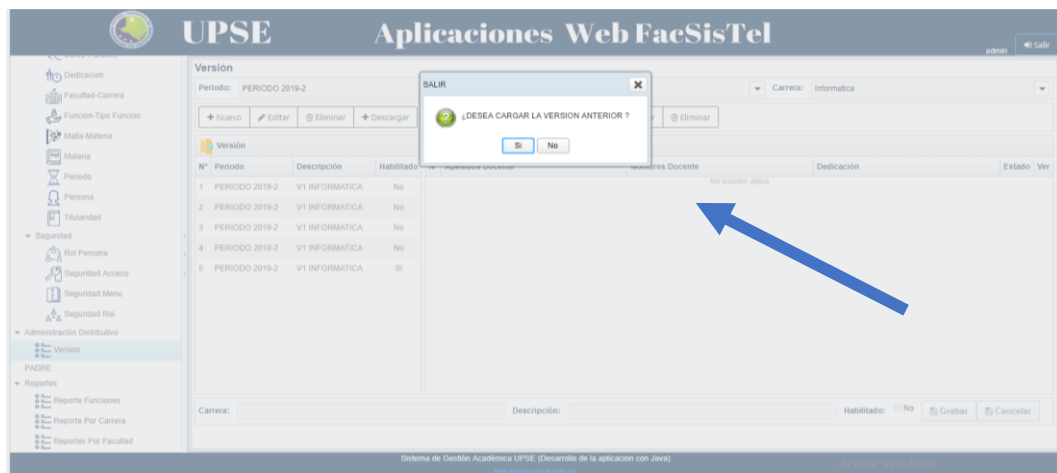 UPSE Aplicaciones Web FacSisTel
admin Salir
Dedicacion
Facultad-Carrera
Funcion-Tipo Funcion
Malla-Materia
Materia
Periodo
Persona
Titularidad
Seguridad
Rol Persona
Seguridad Acceso
Seguridad Menu
Seguridad Rol
Administración Distributivo
Version
PADRE
Reportes
Reporte Funciones
Reporte Por Carrera
Reportes Por Facultad
Versión
Periodo: PERIODO 2019-2 Carrera: Informatica
Nuevo Editar Eliminar Descargar Eliminar
SALIR
¿DESEA CARGAR LA VERSION ANTERIOR ?
Si No
Versión
N° Periodo Descripción Habilitado N° Apellidos Docente Nombres Docente Dedicación Estado Ver
No existen datos
1 PERIODO 2019-2 V1 INFORMATICA No
2 PERIODO 2019-2 V1 INFORMATICA No
3 PERIODO 2019-2 V1 INFORMATICA No
4 PERIODO 2019-2 V1 INFORMATICA No
5 PERIODO 2019-2 V1 INFORMATICA Si
Carrera: Descripción: Habilitado: No Grabar Cancelar
Sistema de Gestión Académica UPSE (Desarrollo de la aplicacion con Java)
Activar Windows